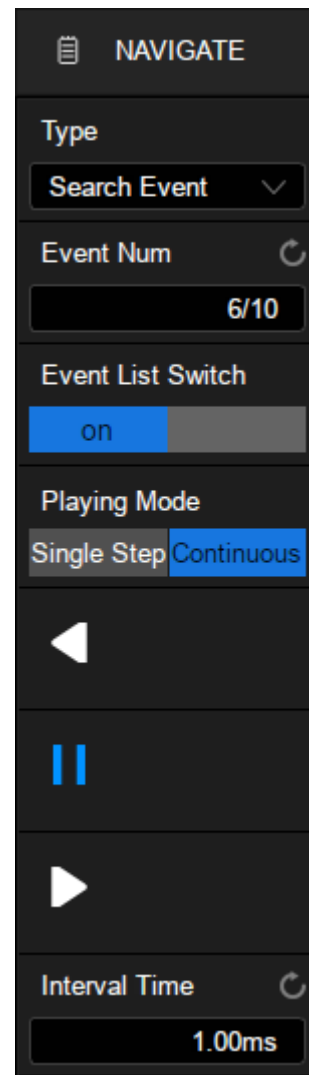 NAVIGATE
Type
Search Event
Event Num
6/10
Event List Switch
on
Playing Mode
Single Step Continuous
Interval Time
1.00ms